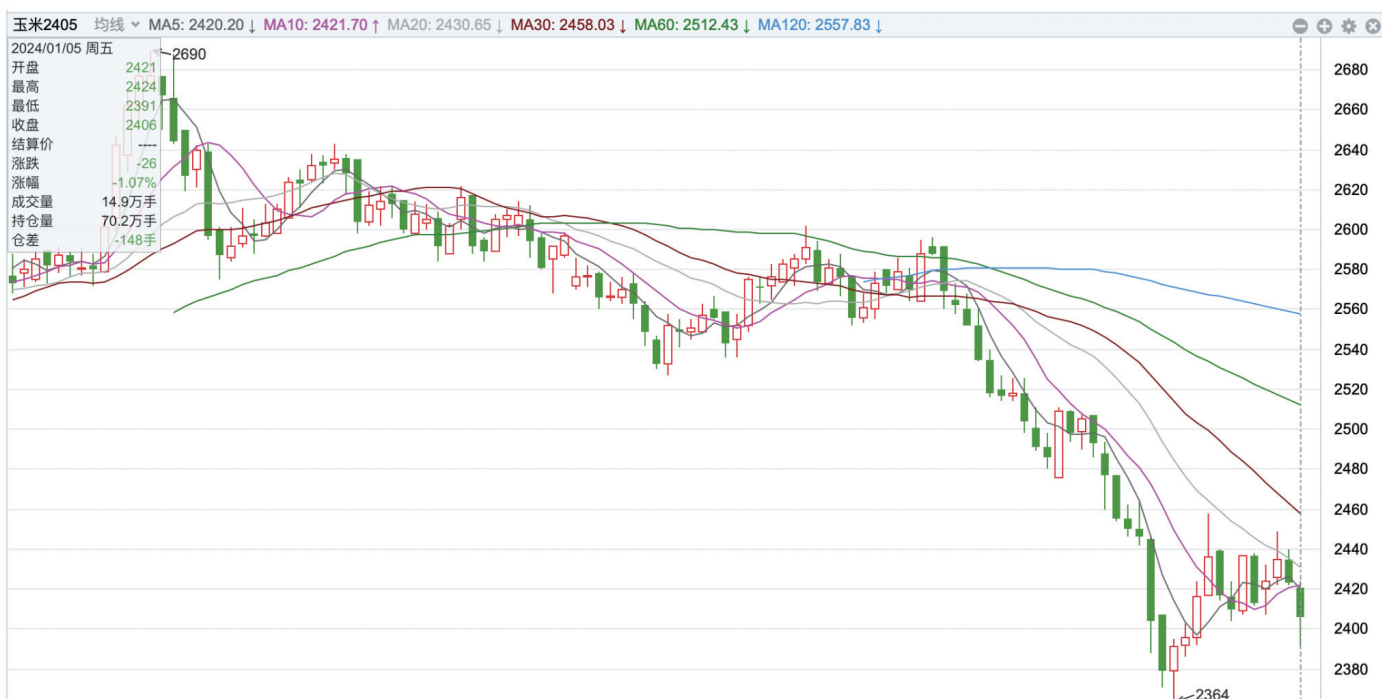 玉米2405 均线 MA5: 2420.20↓ MA10: 2421.70↑ MA20: 2430.65↓ MA30: 2458.03↓ MA60: 2512.43↓ MA120: 2557.83↓
2024/01/05 周五
开盘 2421
最高 2424
最低 2391
收盘 2406
结算价 ----
涨跌 -26
涨幅 -1.07%
成交量 14.9万手
持仓量 70.2万手
仓差 -148手
2690
2364
2680
2660
2640
2620
2600
2580
2560
2540
2520
2500
2480
2460
2440
2420
2400
2380